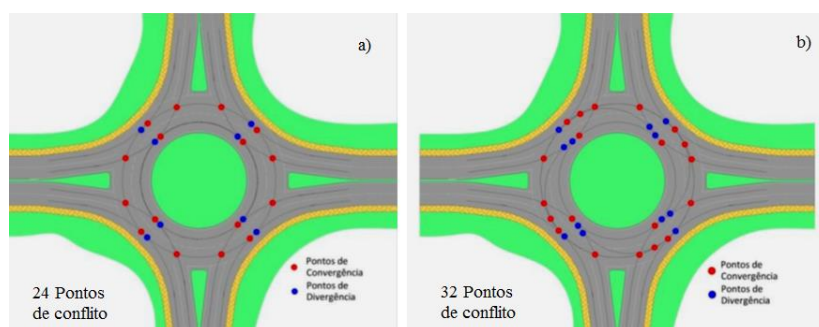 a)
Pontos de
Convergência
Pontos de
Divergência
24 Pontos
de conflito
b)
Pontos de
Convergência
Pontos de
Divergência
32 Pontos
de conflito